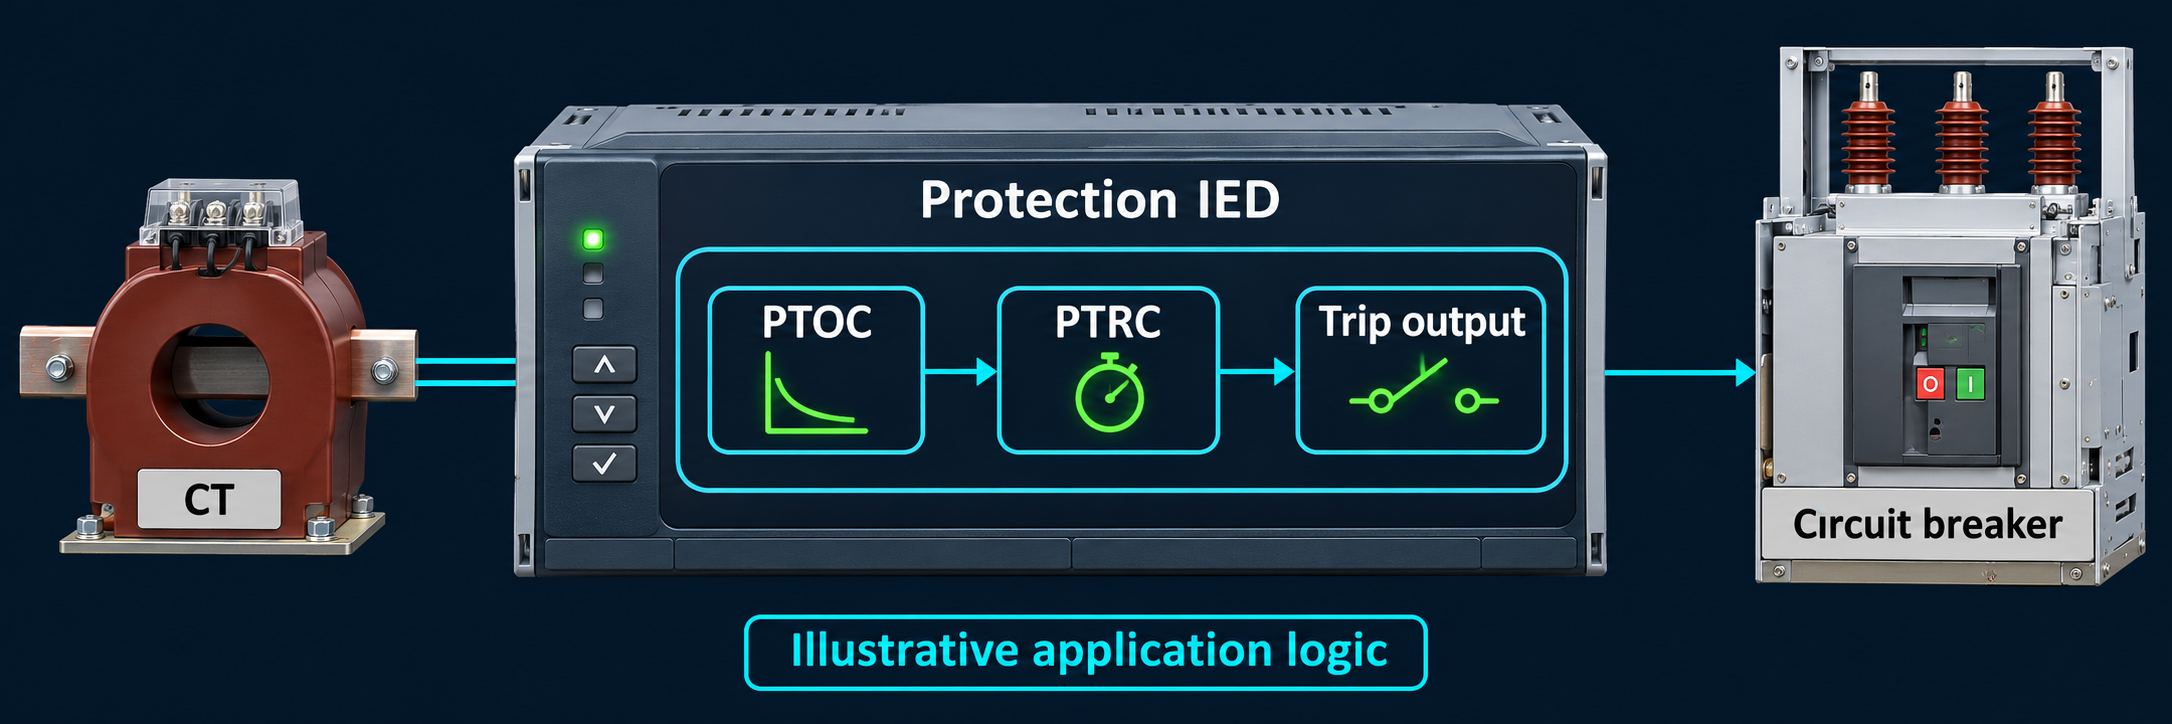 Protection IED
PTOC
PTRC
Trip output
CT
O
I
Circuit breaker
Illustrative application logic